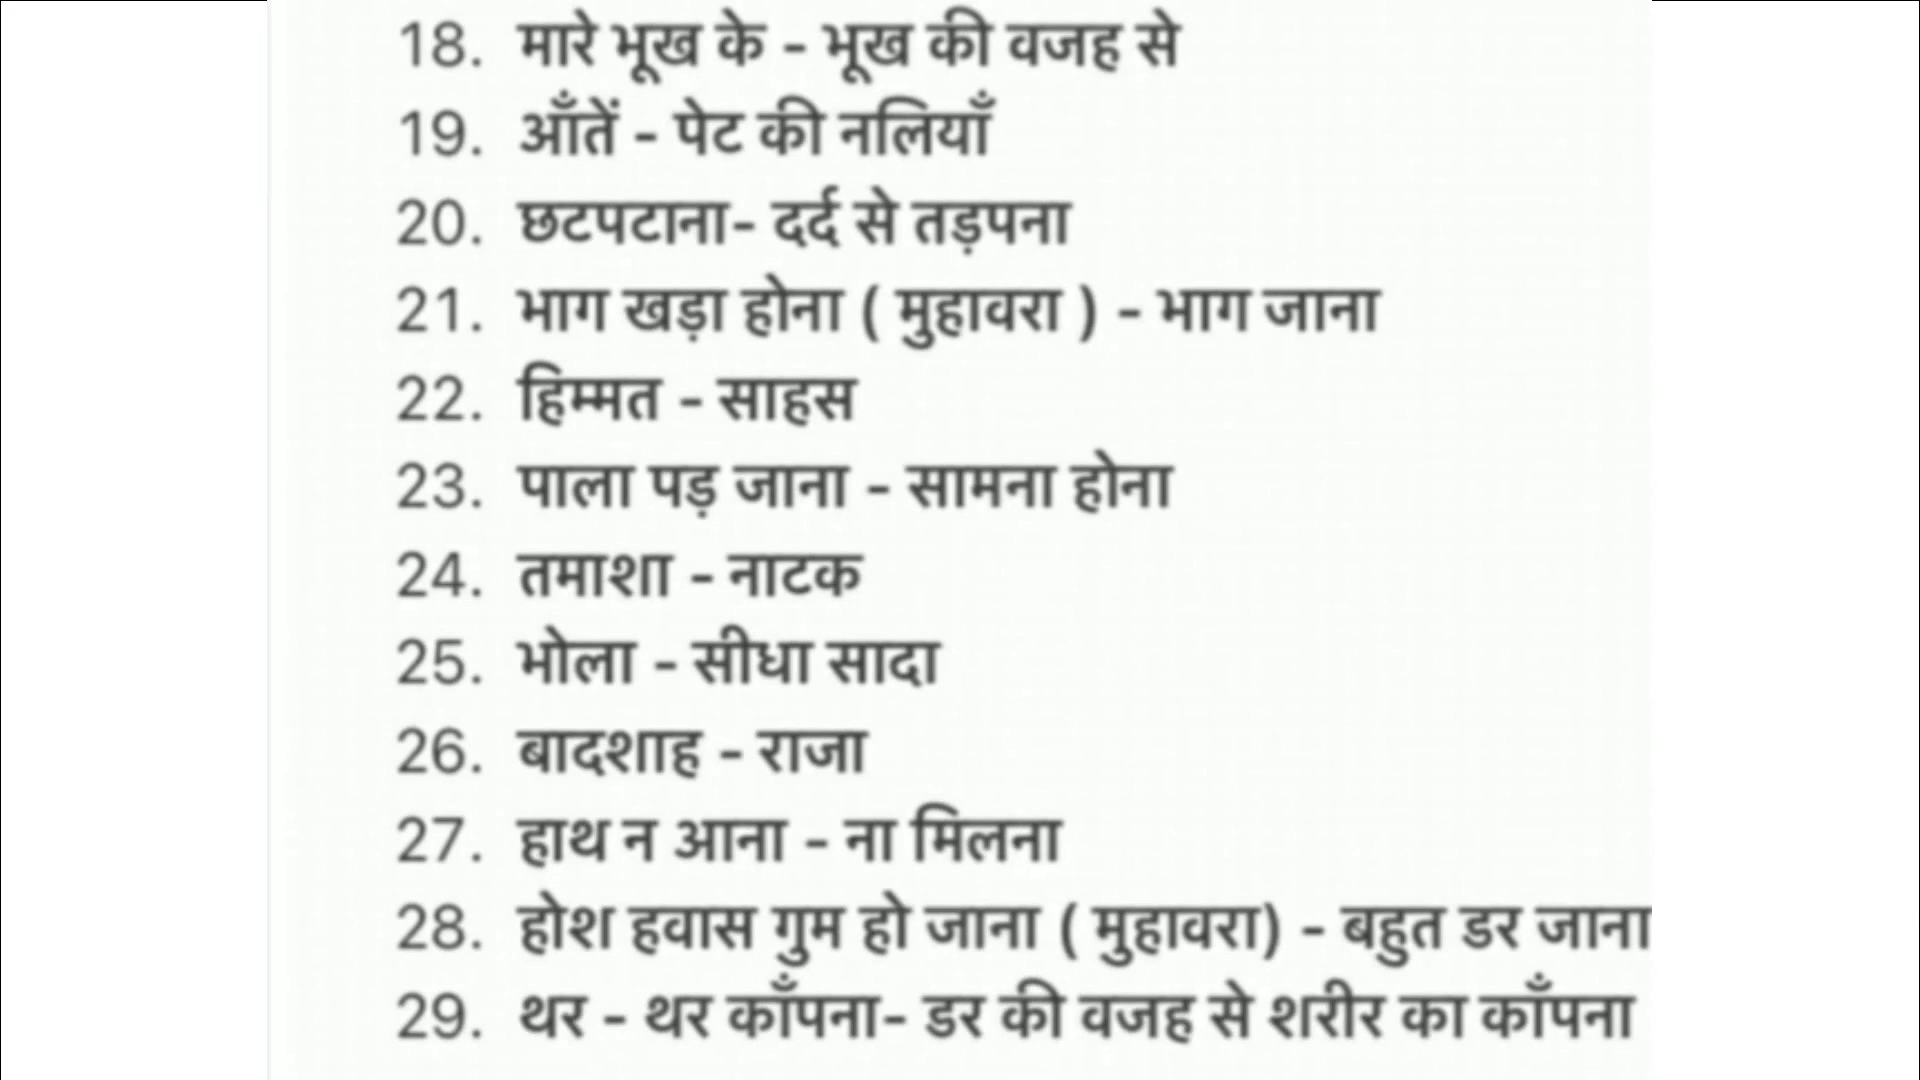 18. मारे भूख के - भूख की वजह से
19. आँतें - पेट की नलियाँ
20. छटपटाना- दर्द से तड़पना
21. भाग खड़ा होना ( मुहावरा ) - भाग जाना
22. हिम्मत - साहस
23. पाला पड़ जाना - सामना होना
24. तमाशा - नाटक
25. भोला - सीधा सादा
26. बादशाह - राजा
27. हाथ न आना - ना मिलना
28. होश हवास गुम हो जाना ( मुहावरा) - बहुत डर जाना
29. थर - थर काँपना- डर की वजह से शरीर का काँपना